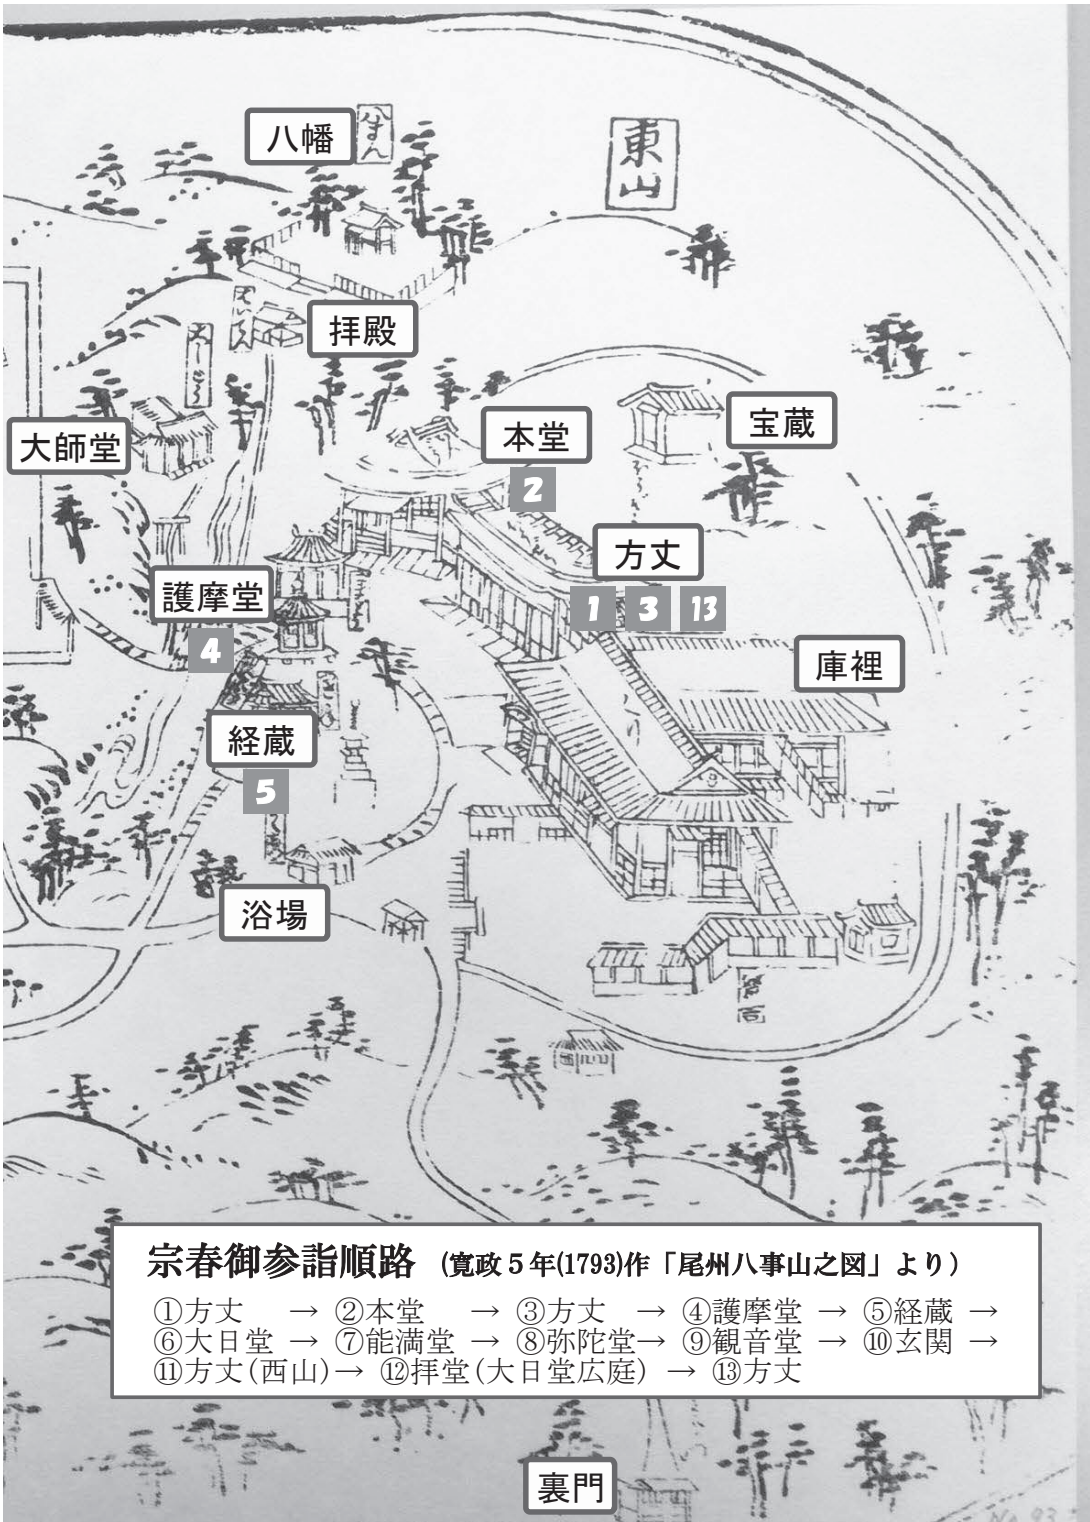 八幡
八まん
東山
拝殿
大師堂
本堂
2
宝蔵
方丈
1 3 13
護摩堂
4
庫裡
経蔵
5
浴場
宗春御参詣順路 (寛政５年(1793)作「尾州八事山之図」より)
①方丈 → ②本堂 → ③方丈 → ④護摩堂 → ⑤経蔵 →
⑥大日堂 → ⑦能満堂 → ⑧弥陀堂→ ⑨観音堂 → ⑩玄関 →
⑪方丈(西山)→ ⑫拝堂(大日堂広庭) → ⑬方丈
裏門
No. 93